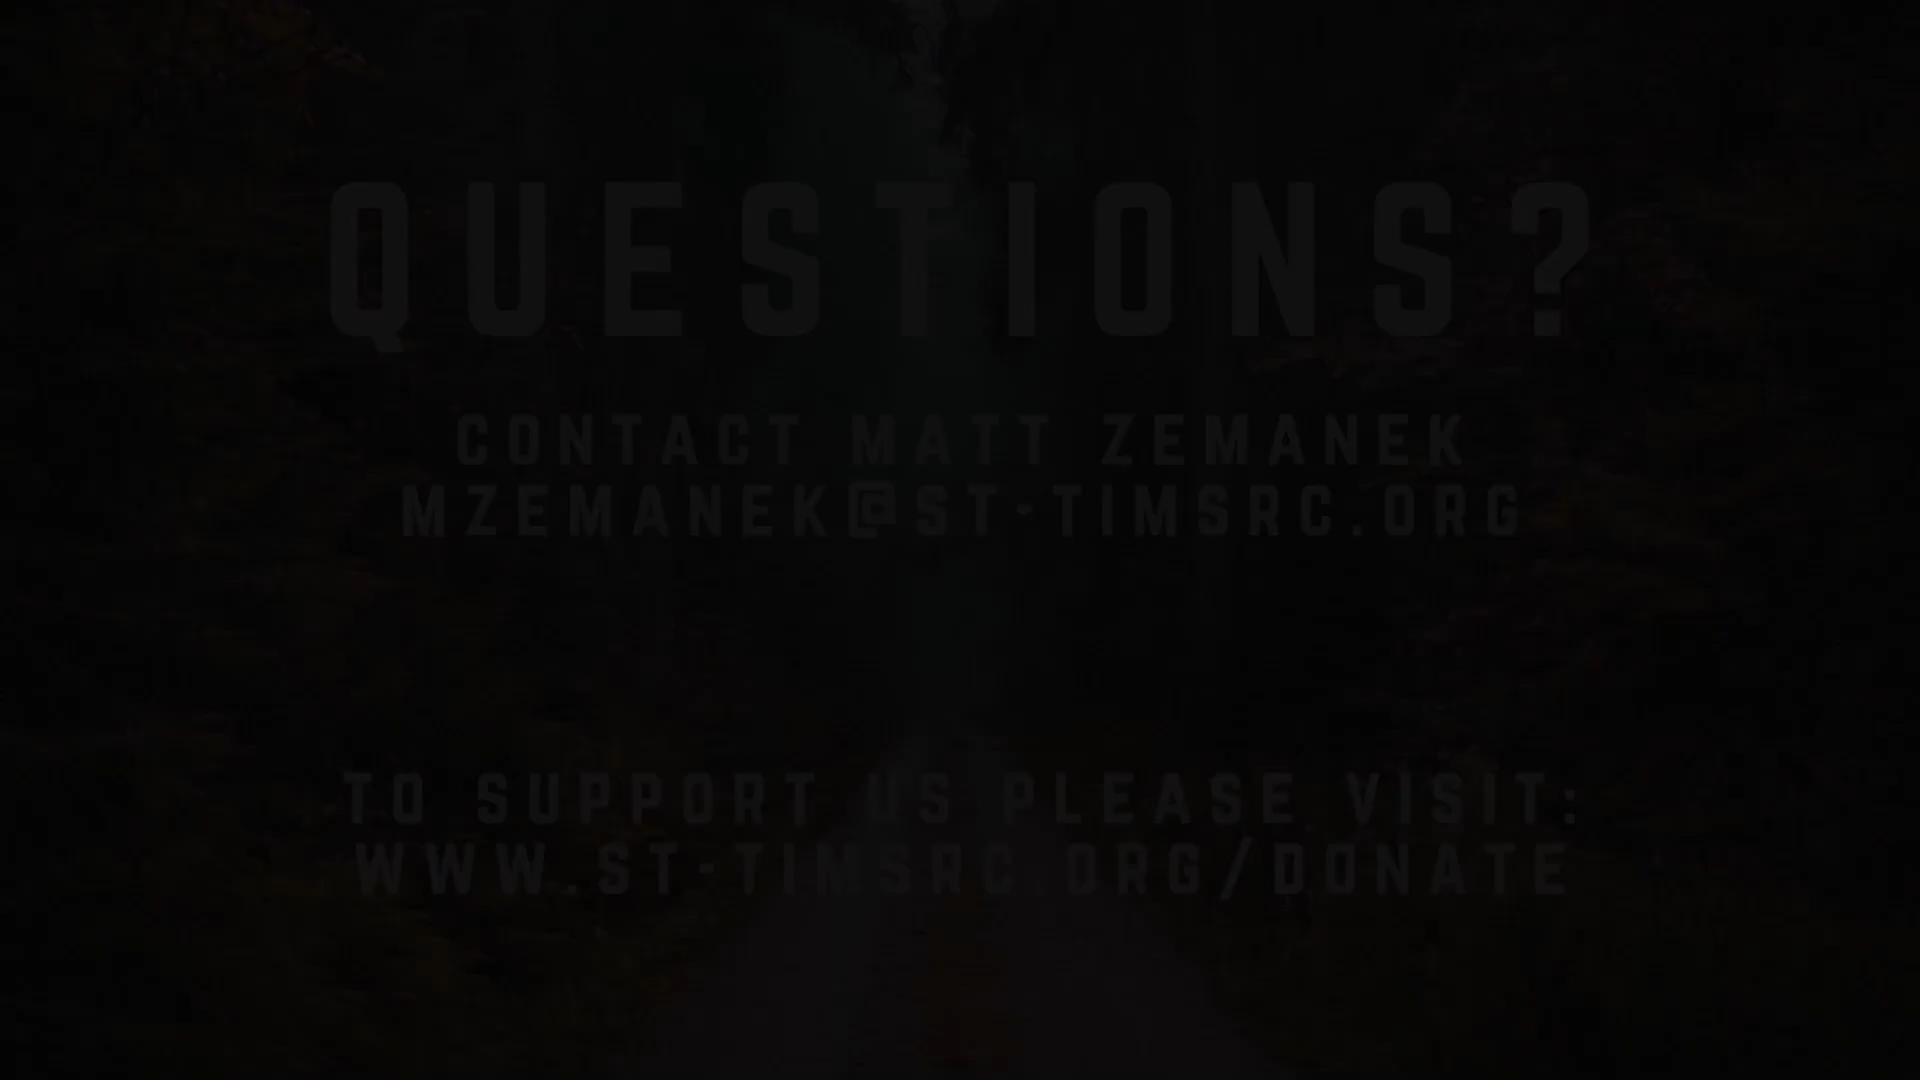 QUESTIONS?
CONTACT MATT ZEMANEK
MZEMANEK@ST-TIMSRC.ORG
TO SUPPORT US PLEASE VISIT:
WWW.ST-TIMSRC.ORG/DONATE